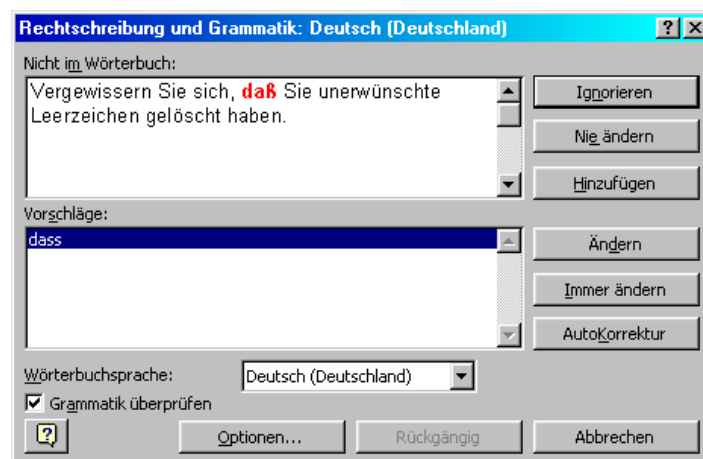 Rechtschreibung und Grammatik: Deutsch (Deutschland)
Nicht im Wörterbuch:
Vergewissern Sie sich, daß Sie unerwünschte
Leerzeichen gelöscht haben.
Ignorieren
Nie ändern
Hinzufügen
Vorschläge:
dass
Ändern
Immer ändern
AutoKorrektur
Wörterbuchsprache: Deutsch (Deutschland)
Grammatik überprüfen
Optionen... Rückgängig Abbrechen